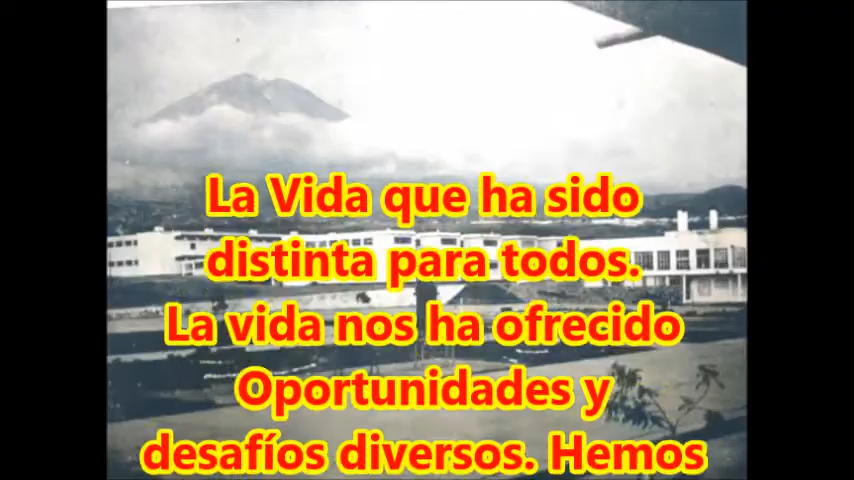 La Vida que ha sido
distinta para todos.
La vida nos ha ofrecido
Oportunidades y
desafíos diversos. Hemos